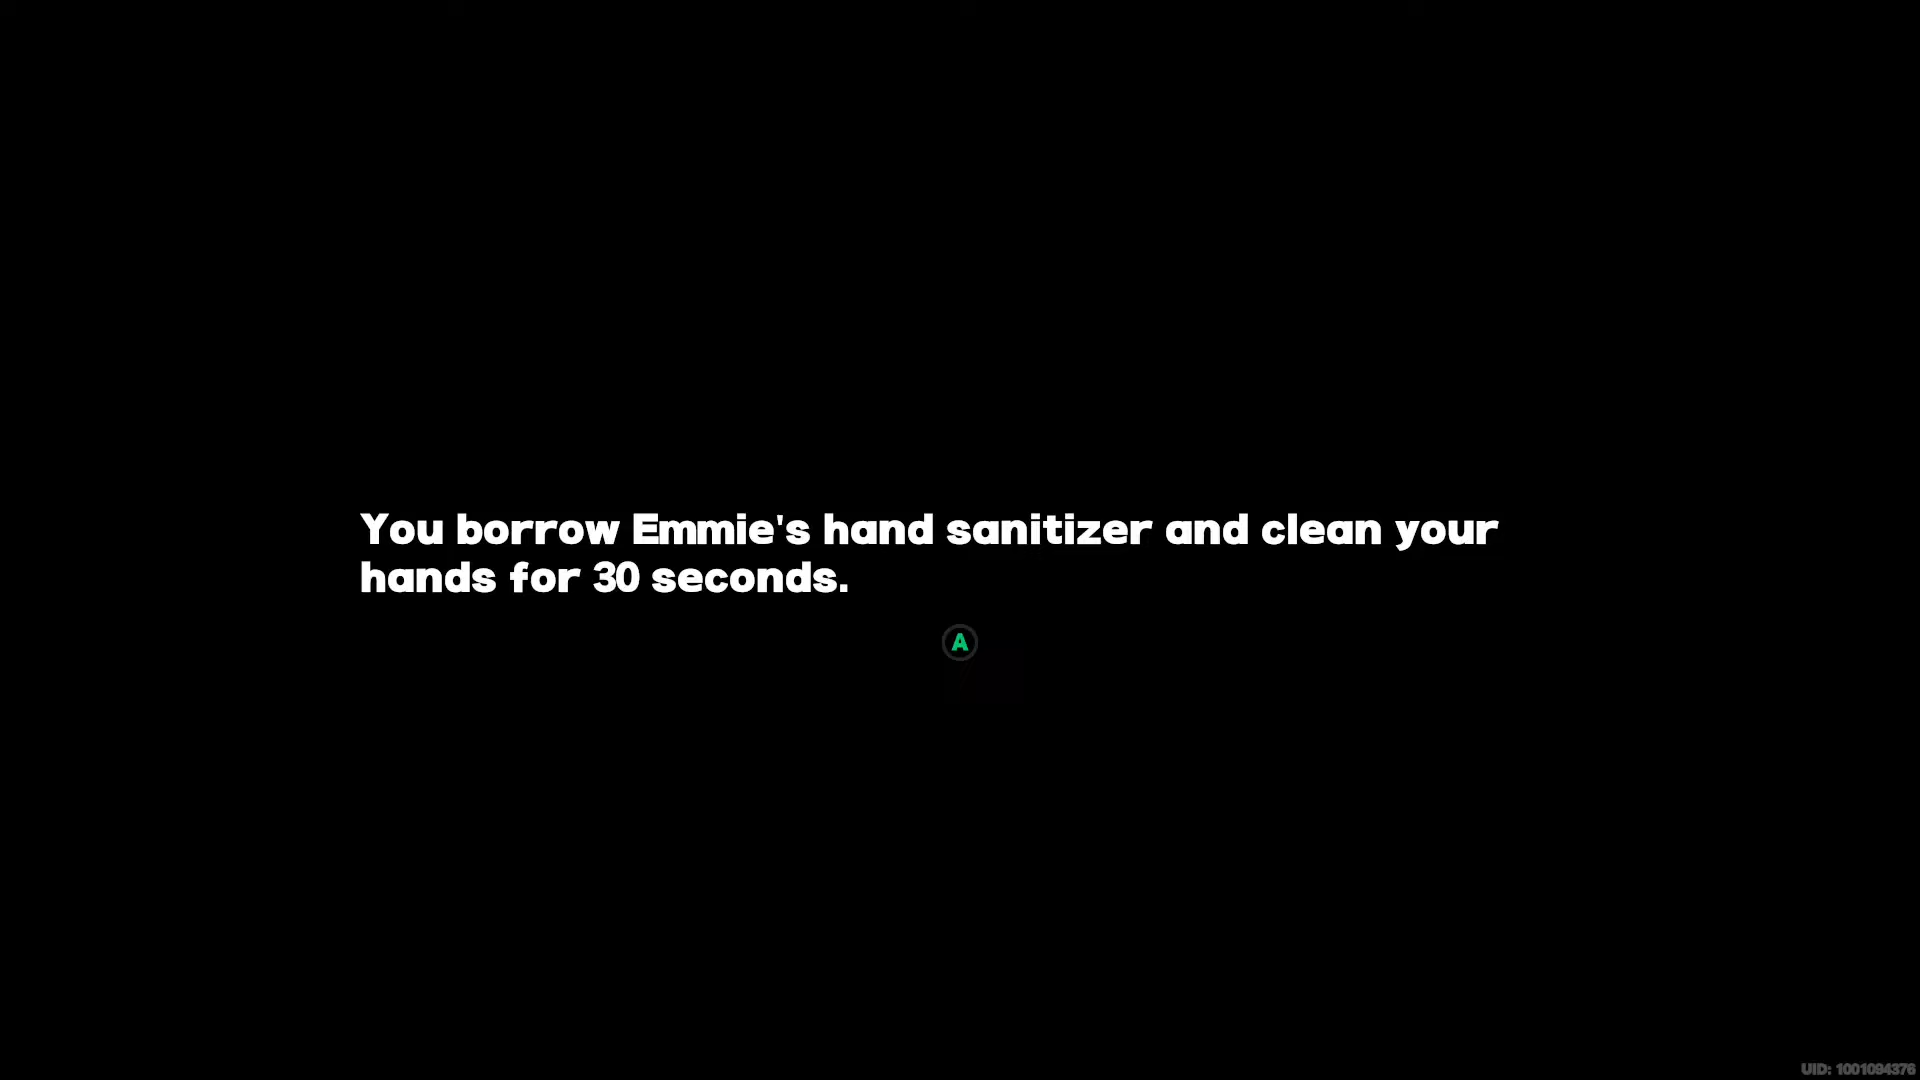 You borrow Emmie's hand sanitizer and clean your
hands for 30 seconds.
A
UID: 1001094376